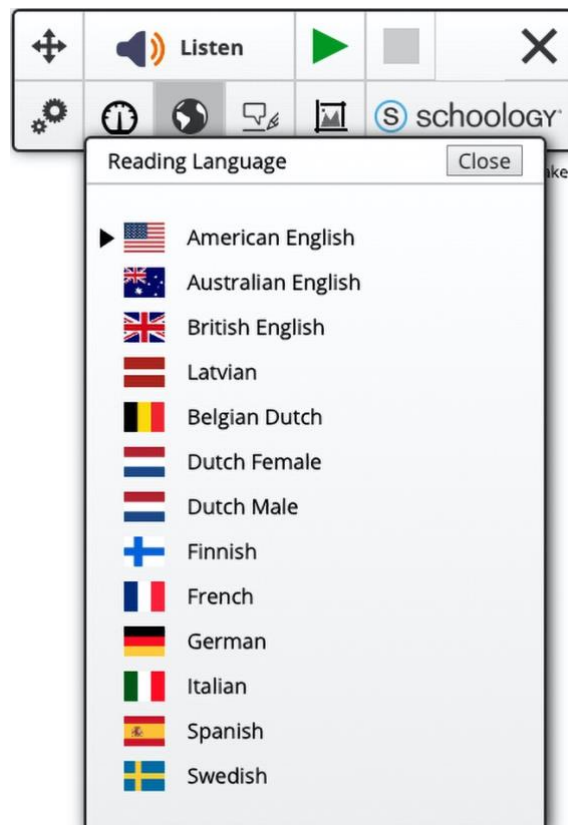 Listen
S schoology
Reading Language
Close
ake
American English
Australian English
British English
Latvian
Belgian Dutch
Dutch Female
Dutch Male
Finnish
French
German
Italian
Spanish
Swedish